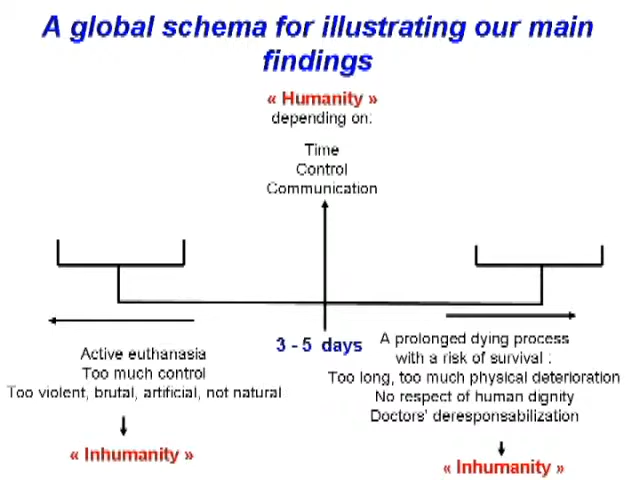 A global schema for illustrating our main
findings
« Humanity »
depending on:
Time
Control
Communication
3 - 5 days
Active euthanasia
Too much control
Too violent, brutal, artificial, not natural
« Inhumanity »
A prolonged dying process
with a risk of survival :
Too long, too much physical deterioration
No respect of human dignity
Doctors' deresponsabilization
« Inhumanity »